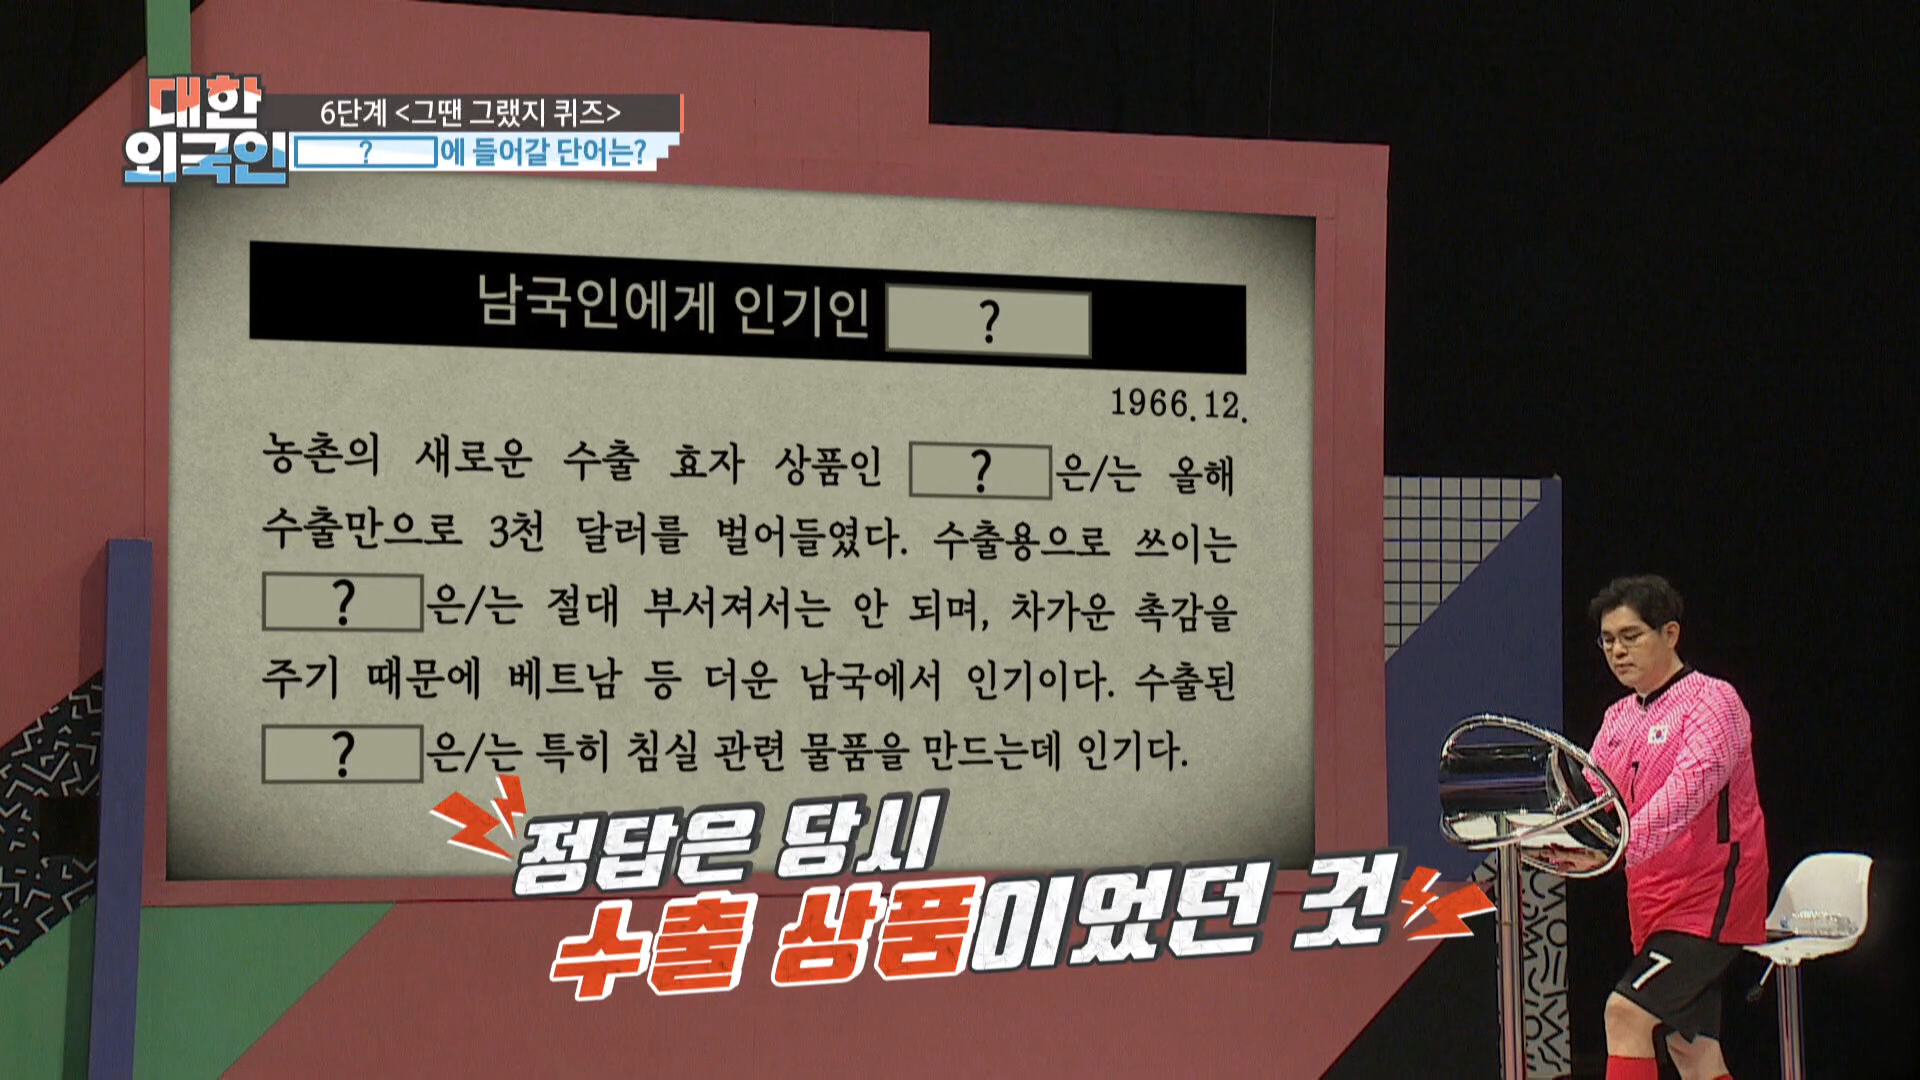 대한
외국인
6단계 <그땐 그랬지 퀴즈>
?에 들어갈 단어는?
남국인에게 인기인 ?
1966.12.
농촌의 새로운 수출 효자 상품인 ?은/는 올해
수출만으로 3천 달러를 벌어들였다. 수출용으로 쓰이는
?은/는 절대 부서져서는 안 되며, 차가운 촉감을
주기 때문에 베트남 등 더운 남국에서 인기이다. 수출된
?은/는 특히 침실 관련 물품을 만드는데 인기다.
정답은 당시
수출 상품이었던 것
7
7